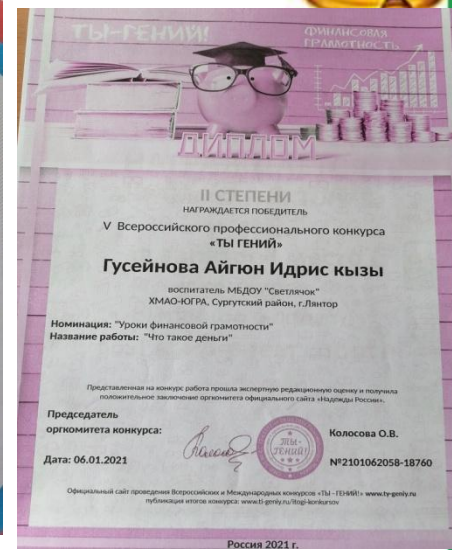 ТЫ-ГЕНИЙ!
ФИНАНСОВАЯ
ГРАМОТНОСТЬ
ДИПЛОМ
II СТЕПЕНИ
НАГРАЖДАЕТСЯ ПОБЕДИТЕЛЬ
V Всероссийского профессионального конкурса
«ТЫ ГЕНИЙ»
Гусейнова Айгюн Идрис кызы
воспитатель МБДОУ "Светлячок"
ХМАО-ЮГРА, Сургутский район, г.Лянтор
Номинация: "Уроки финансовой грамотности"
Название работы: "Что такое деньги"
Представленная на конкурс работа прошла экспертную редакционную оценку и получила
положительное заключение оргкомитета официального сайта «Надежды России».
Председатель
оргкомитета конкурса:
ТЫ-
ГЕНИЙ!
Колосова О.В.
Дата: 06.01.2021
№2101062058-18760
Официальный сайт проведения Всероссийских и Международных конкурсов «ТЫ – ГЕНИЙ!» www.ty-geniy.ru
публикация итогов конкурса: www.ti-geniy.ru/itogi-konkursov
Россия 2021 г.